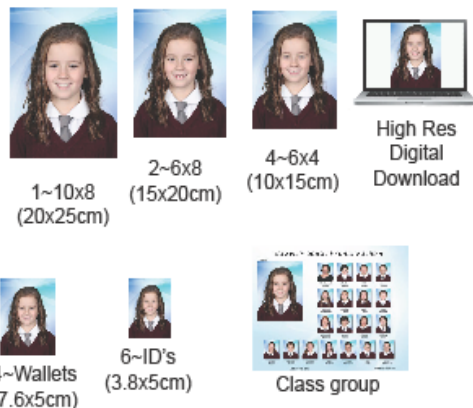 1~10x8
(20x25cm)
2~6x8
(15x20cm)
4~6x4
(10x15cm)
High Res
Digital
Download
~Wallets
7.6x5cm)
6~ID's
(3.8x5cm)
Class group